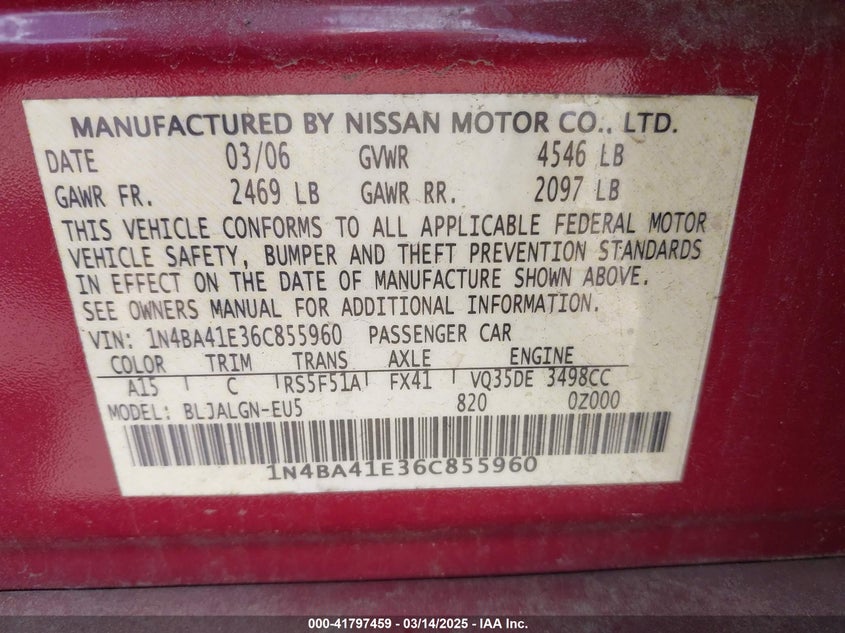 MANUFACTURED BY NISSAN MOTOR CO., LTD.
DATE 03/06 GVWR 4546 LB
GAWR FR. 2469 LB GAWR RR. 2097 LB
THIS VEHICLE CONFORMS TO ALL APPLICABLE FEDERAL MOTOR
VEHICLE SAFETY, BUMPER AND THEFT PREVENTION STANDARDS
IN EFFECT ON THE DATE OF MANUFACTURE SHOWN ABOVE.
SEE OWNERS MANUAL FOR ADDITIONAL INFORMATION.
VIN: 1N4BA41E36C855960 PASSENGER CAR
COLOR TRIM TRANS AXLE ENGINE
A15 C RS5F51A FX41 VQ35DE 3498CC
MODEL: BLJALGN-EU5 820 0Z000
1N4BA41E36C855960
000-41797459 / 03/14/2025 - IAA Inc.